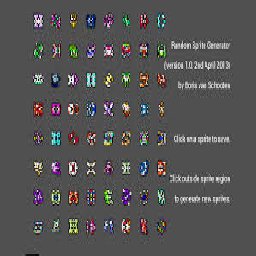 Random Sprite Generator
(version 1.0, 2nd April 2013)
by Boris van Schooten
Click on a sprite to save.
Click outside sprite region
to generate new sprites.